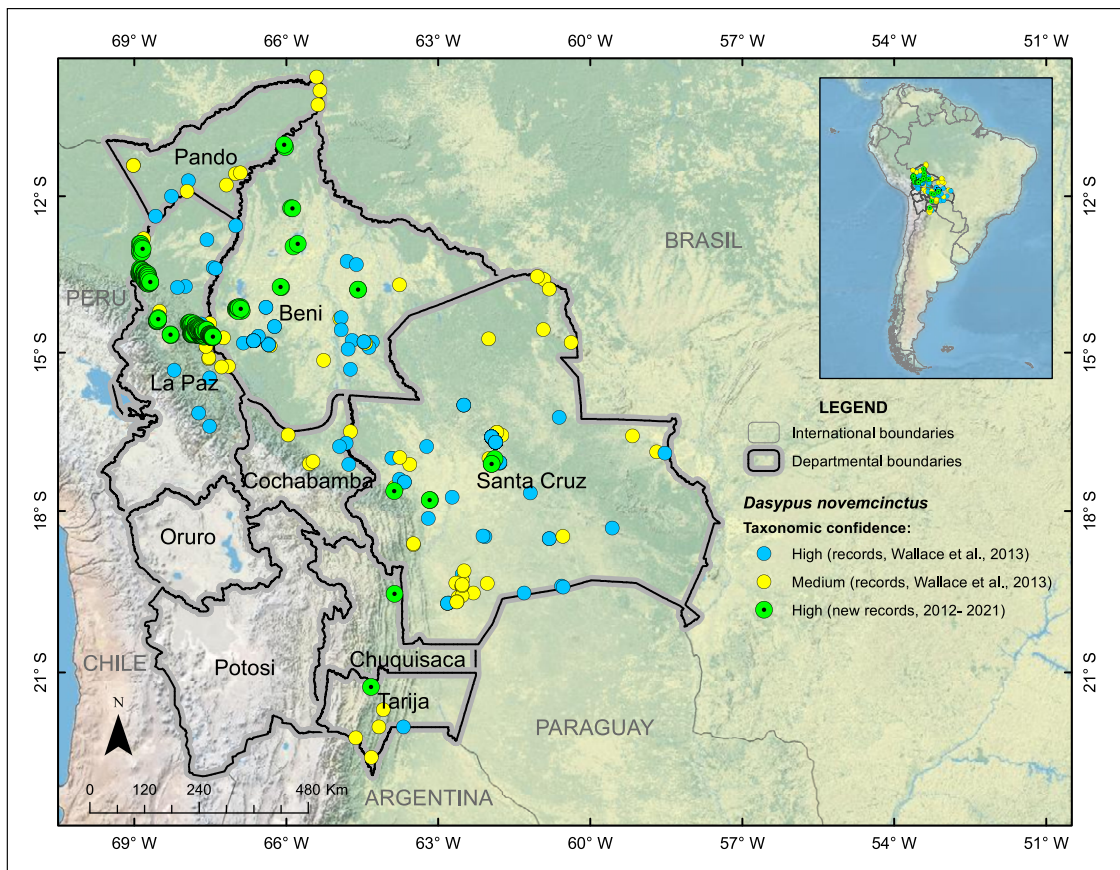 69° W 66° W 63° W 60° W 57° W 54° W 51° W
12° S
15° S
18° S
21° S
Pando
BRASIL
PERU
Beni
La Paz
Cochabamba
Santa Cruz
Oruro
Potosi
Chuquisaca
Tarija
CHILE
PARAGUAY
ARGENTINA
N
0 120 240 480 Km
LEGEND
International boundaries
Departmental boundaries
Dasypus novemcinctus
Taxonomic confidence:
High (records, Wallace et al., 2013)
Medium (records, Wallace et al., 2013)
High (new records, 2012- 2021)
12° S
15° S
18° S
21° S
69° W 66° W 63° W 60° W 57° W 54° W 51° W